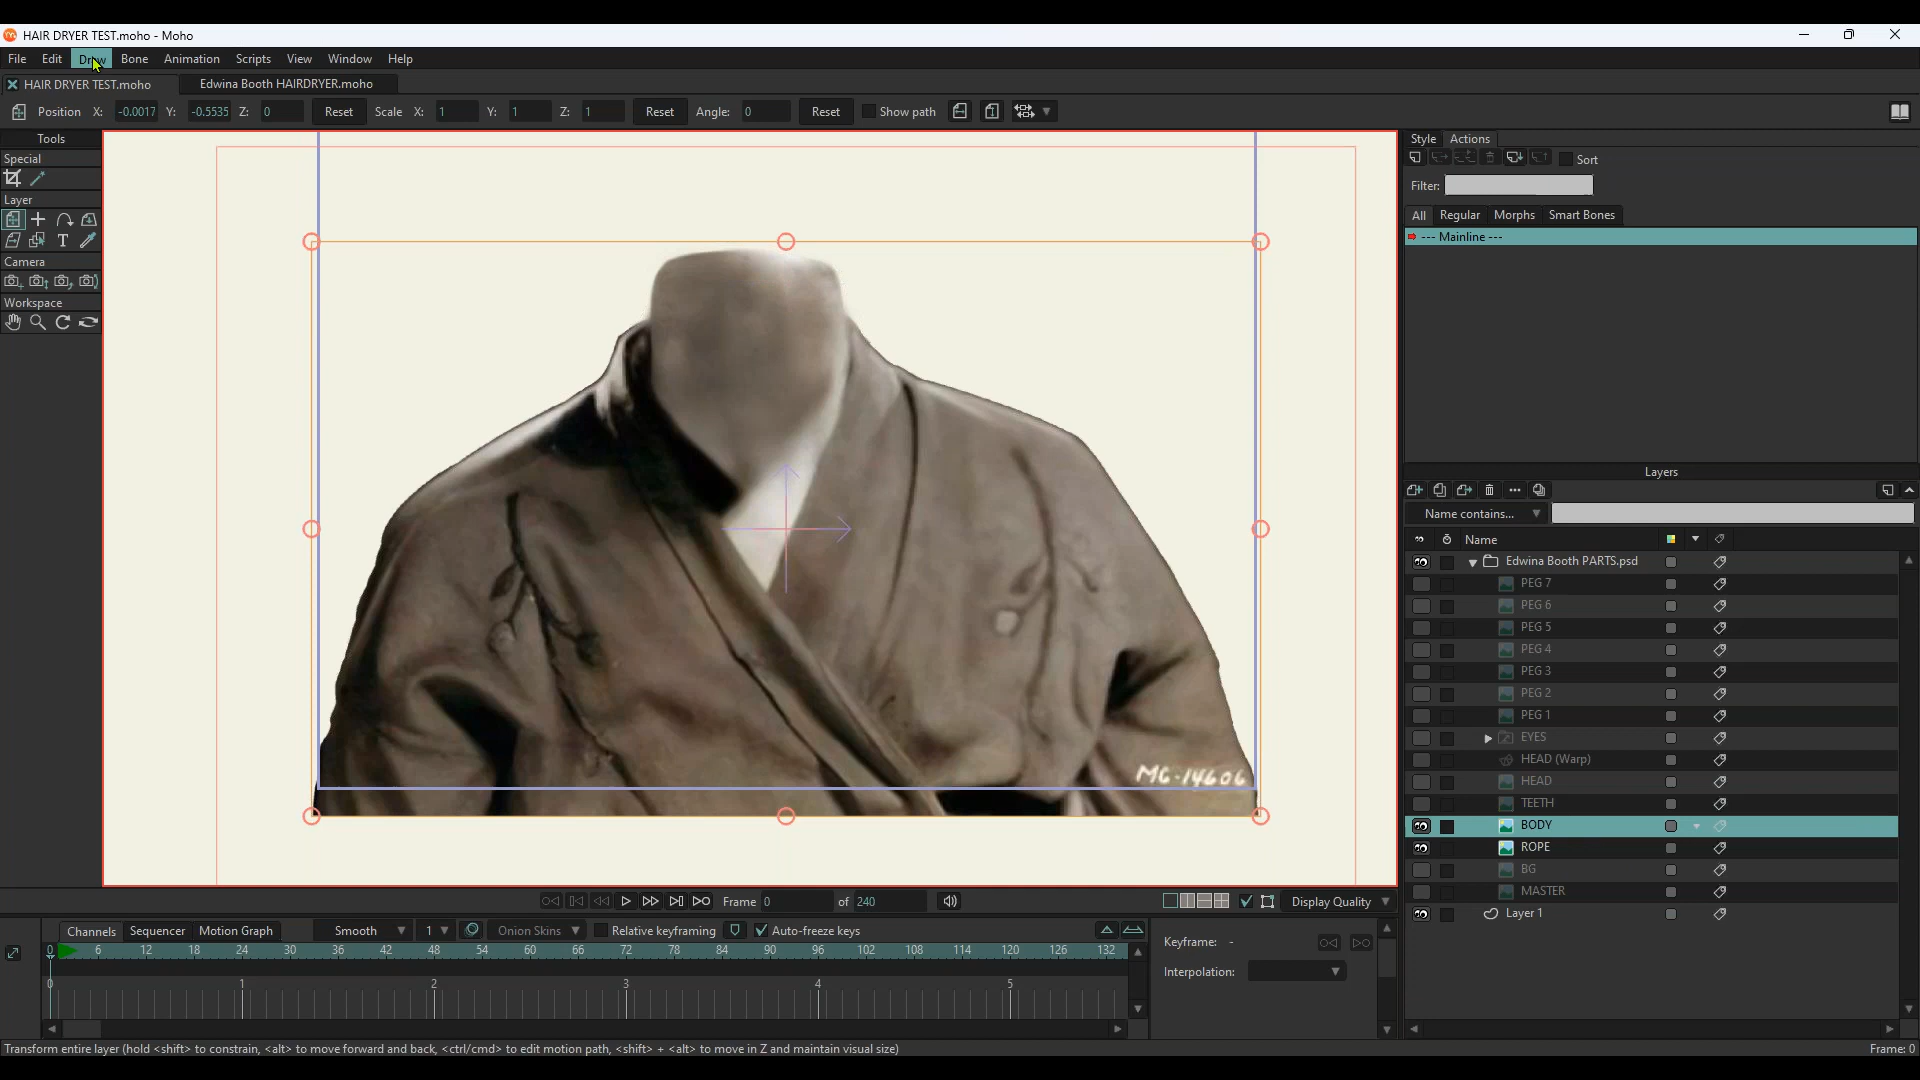 HAIR DRYER TEST.moho - Moho
File Edit Draw Bone Animation Scripts View Window Help
HAIR DRYER TEST.moho Edwina Booth HAIRDRYER.moho
Position X: -0.0017 Y: -0.5535 Z: 0 Reset Scale X: 1 Y: 1 Z: 1 Reset Angle: 0 Reset Show path
Tools
Special
Layer
T
Camera
Workspace
MG-14606
Style Actions
Sort
Filter:
All Regular Morphs Smart Bones
--- Mainline ---
Layers
Name contains...
Name
Edwina Booth PARTS.psd
PEG 7
PEG 6
PEG 5
PEG 4
PEG 3
PEG 2
PEG 1
EYES
HEAD (Warp)
HEAD
TEETH
BODY
ROPE
BG
MASTER
Layer 1
Frame 0 of 240 Display Quality
Channels Sequencer Motion Graph Smooth 1 Onion Skins Relative keyframing Auto-freeze keys
0 6 12 18 24 30 36 42 48 54 60 66 72 78 84 90 96 102 108 114 120 126 132
0 1 2 3 4 5
Keyframe: -
Interpolation:
Transform entire layer (hold <shift> to constrain, <alt> to move forward and back, <ctrl/cmd> to edit motion path, <shift> + <alt> to move in Z and maintain visual size)
Frame: 0